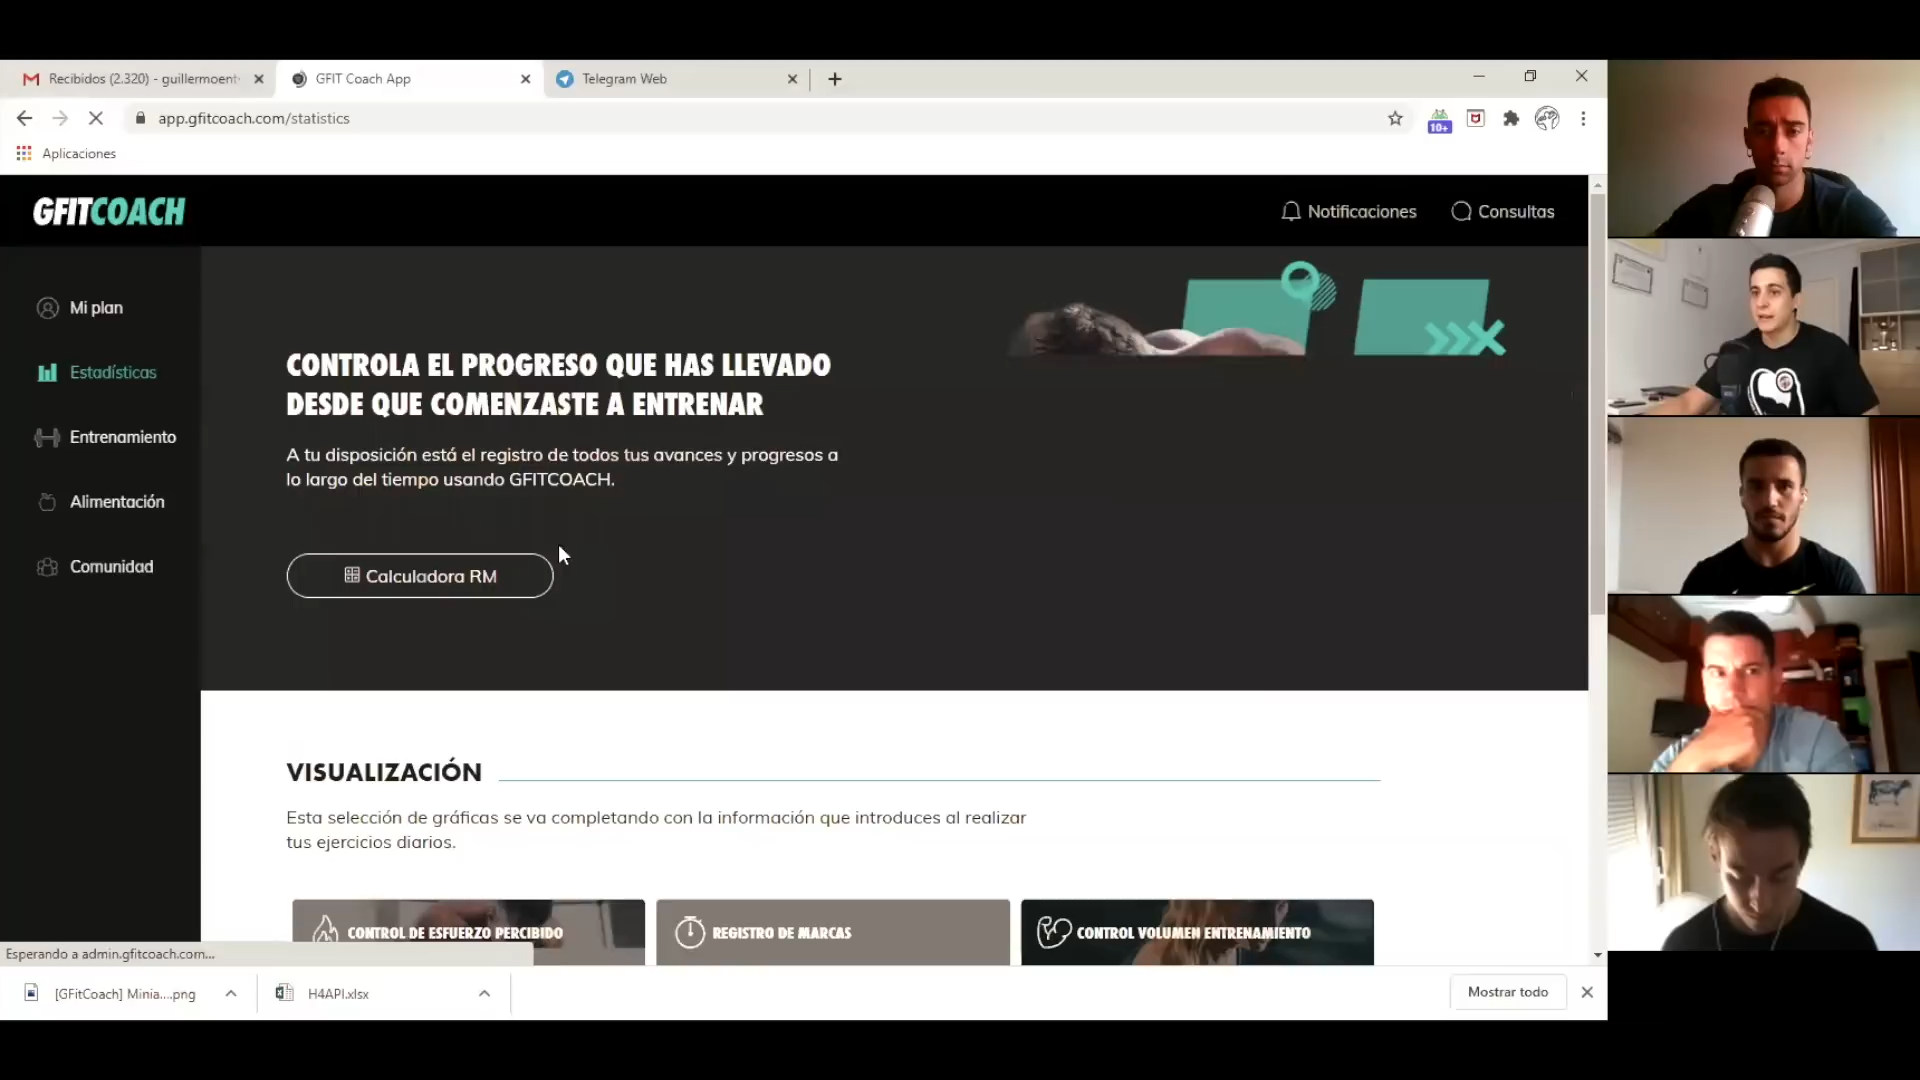 Recibidos (2.320) - guillermoent
GFIT Coach App
Telegram Web
app.gfitcoach.com/statistics
10+
Aplicaciones
GFITCOACH
Notificaciones
Consultas
Mi plan
Estadísticas
Entrenamiento
Alimentación
Comunidad
CONTROLA EL PROGRESO QUE HAS LLEVADO
DESDE QUE COMENZASTE A ENTRENAR
A tu disposición está el registro de todos tus avances y progresos a
lo largo del tiempo usando GFITCOACH.
Calculadora RM
VISUALIZACIÓN
Esta selección de gráficas se va completando con la información que introduces al realizar
tus ejercicios diarios.
CONTROL DE ESFUERZO PERCIBIDO
REGISTRO DE MARCAS
CONTROL VOLUMEN ENTRENAMIENTO
Esperando a admin.gfitcoach.com...
[GFitCoach] Minia....png
H4API.xlsx
Mostrar todo